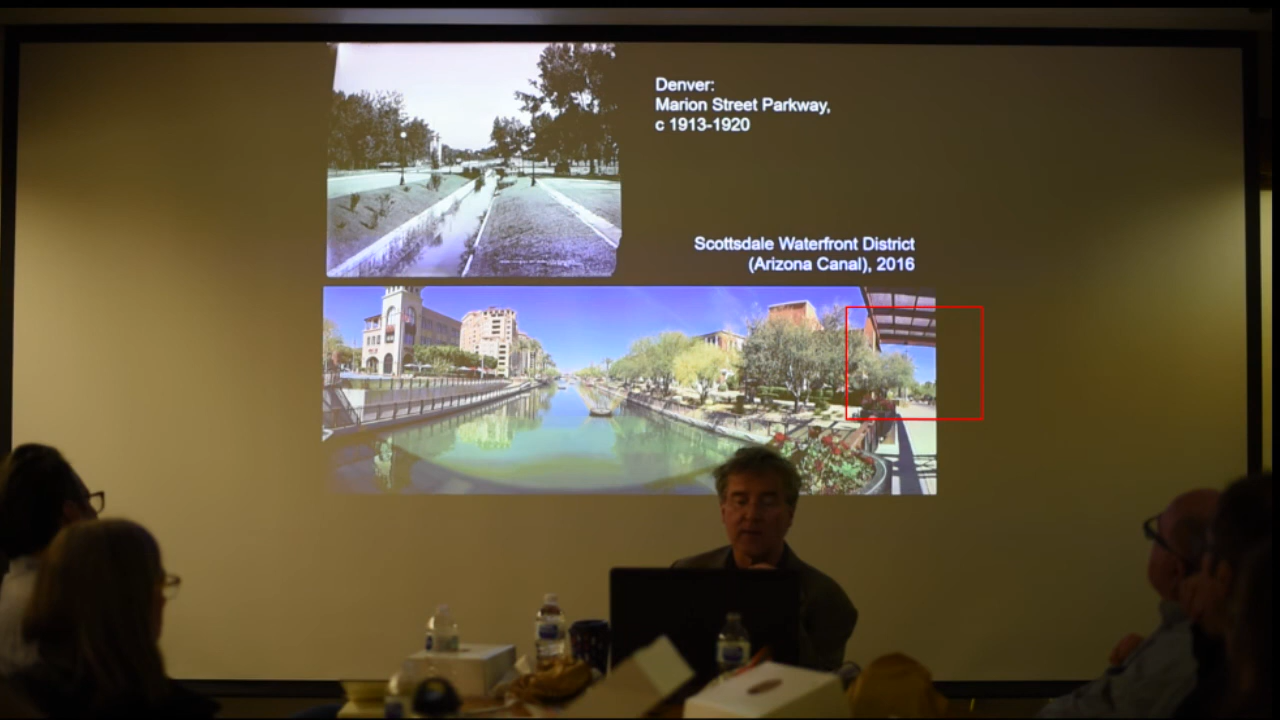 Denver:
Marion Street Parkway,
c 1913-1920
Scottsdale Waterfront District
(Arizona Canal), 2016